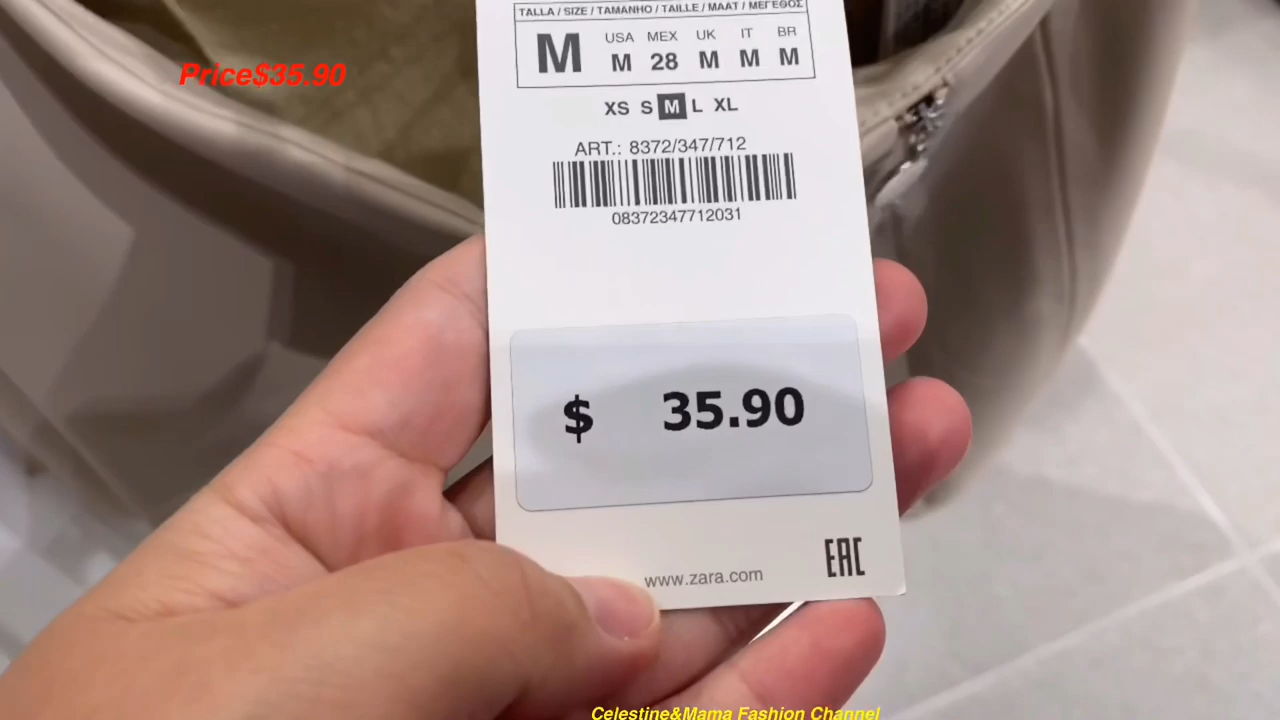 Price$35.90
TALLA / SIZE / TAMANHO / TAILLE / MAAT / ΜΕΓΕΘΟΣ
M
USA MEX UK IT BR
M 28 M M M
XS S M L XL
ART.: 8372/347/712
08372347712031
$ 35.90
www.zara.com
EAC
Celestine&Mama Fashion Channel